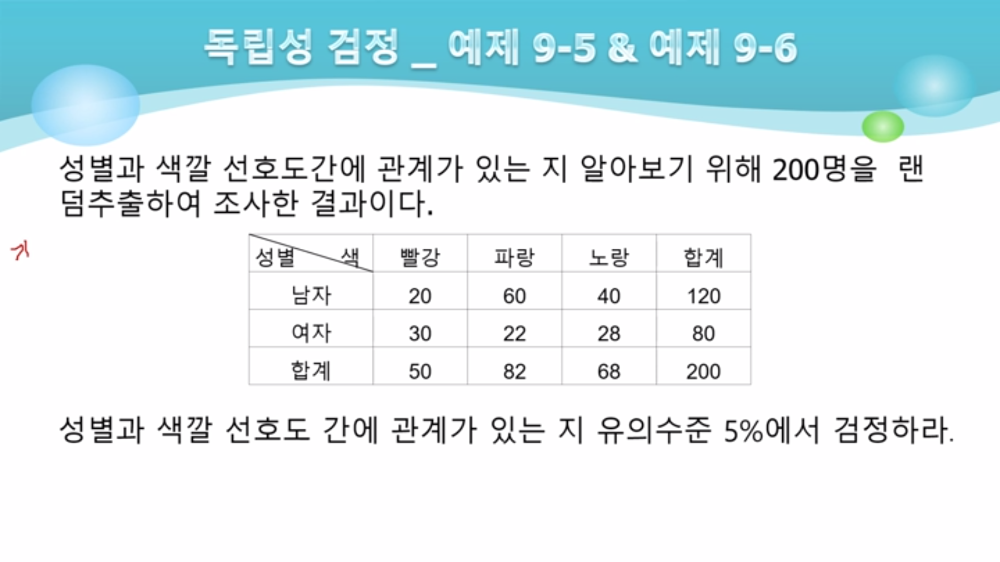 독립성 검정 _ 예제 9-5 & 예제 9-6
성별과 색깔 선호도간에 관계가 있는 지 알아보기 위해 200명을 랜
덤추출하여 조사한 결과이다.
성별 색 빨강 파랑 노랑 합계
남자 20 60 40 120
여자 30 22 28 80
합계 50 82 68 200
성별과 색깔 선호도 간에 관계가 있는 지 유의수준 5%에서 검정하라.